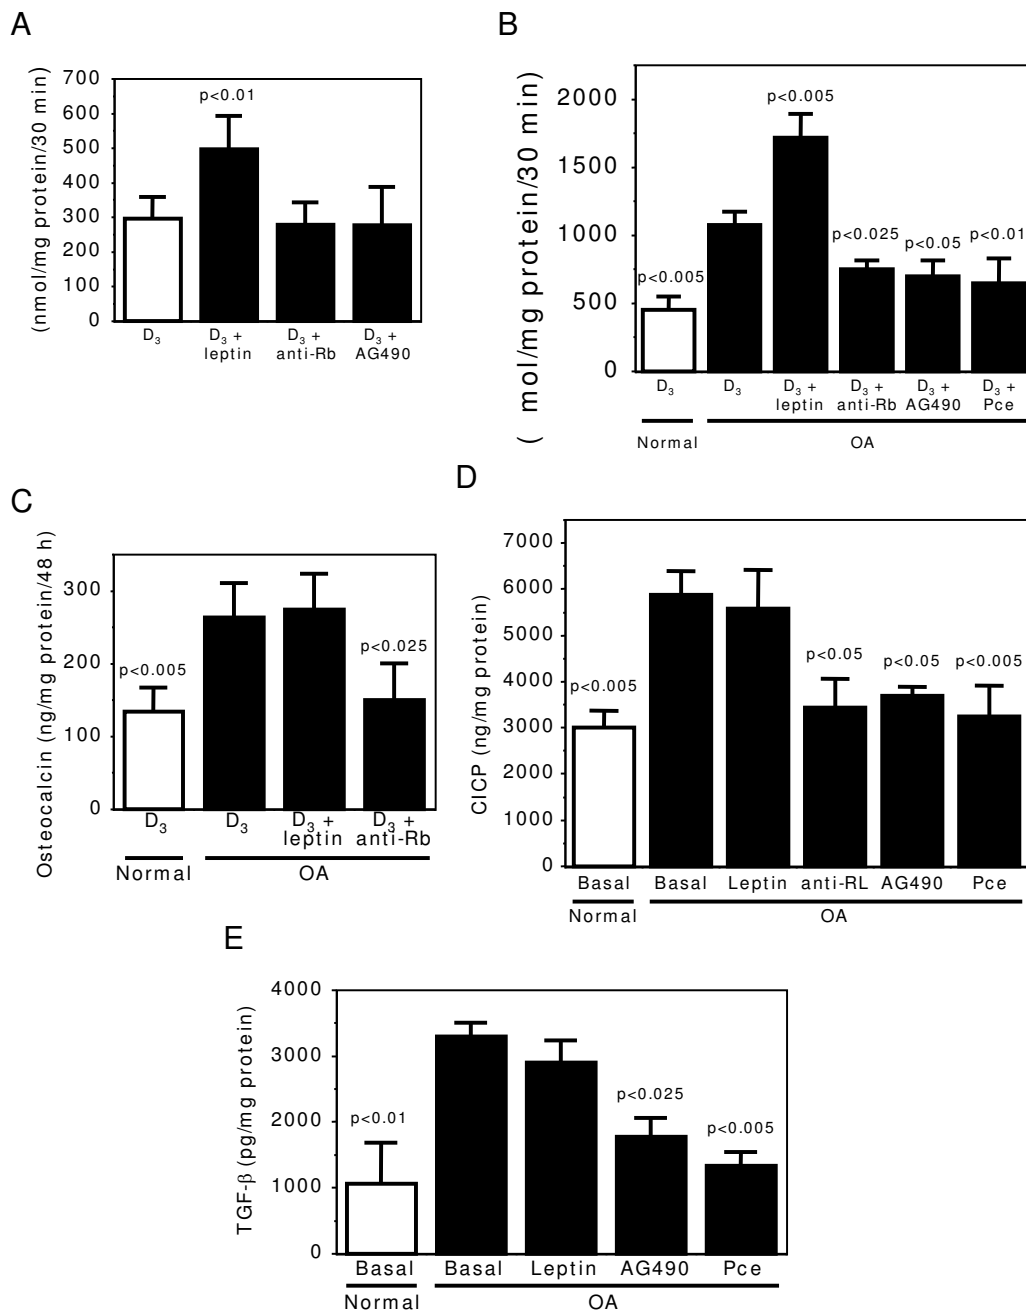 A
(nmol/mg protein/30 min)
700
600
500
400
300
200
100
0
p<0.01
D3
D3 +
leptin
D3 +
anti-Rb
D3 +
AG490
B
( mol/mg protein/30 min)
2000
1500
1000
500
0
p<0.005
p<0.005
p<0.025
p<0.05
p<0.01
D3
D3
D3 +
leptin
D3 +
anti-Rb
D3 +
AG490
D3 +
Pce
Normal
OA
C
Osteocalcin (ng/mg protein/48 h)
300
200
100
0
p<0.005
p<0.025
D3
D3
D3 +
leptin
D3 +
anti-Rb
Normal
OA
D
CICP (ng/mg protein)
7000
6000
5000
4000
3000
2000
1000
0
p<0.005
p<0.05
p<0.05
p<0.005
Basal
Basal
Leptin
anti-RL
AG490
Pce
Normal
OA
E
TGF-β (pg/mg protein)
4000
3000
2000
1000
0
p<0.01
p<0.025
p<0.005
Basal
Basal
Leptin
AG490
Pce
Normal
OA